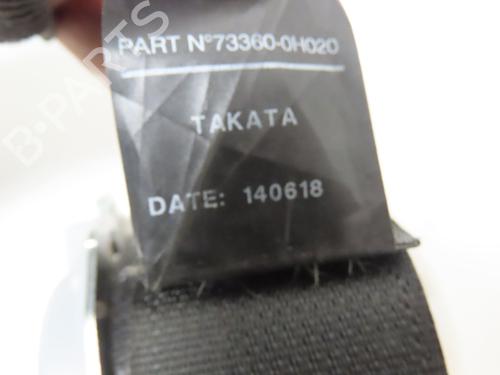 PART N°73360-0H020
TAKATA
DATE: 140618
B-PARTS